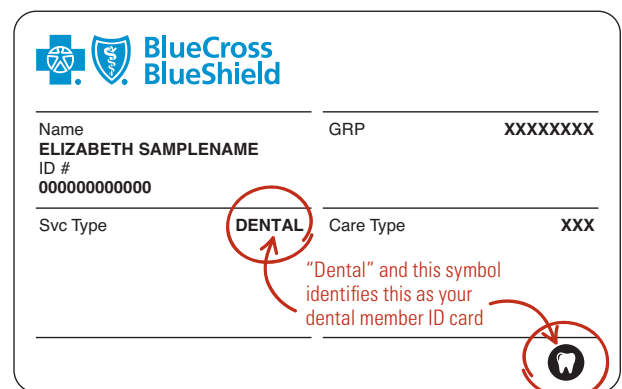 BlueCross
BlueShield
Name
ELIZABETH SAMPLENAME
ID #
000000000000
GRP XXXXXXXX
Svc Type DENTAL
Care Type XXX
“Dental” and this symbol
identifies this as your
dental member ID card